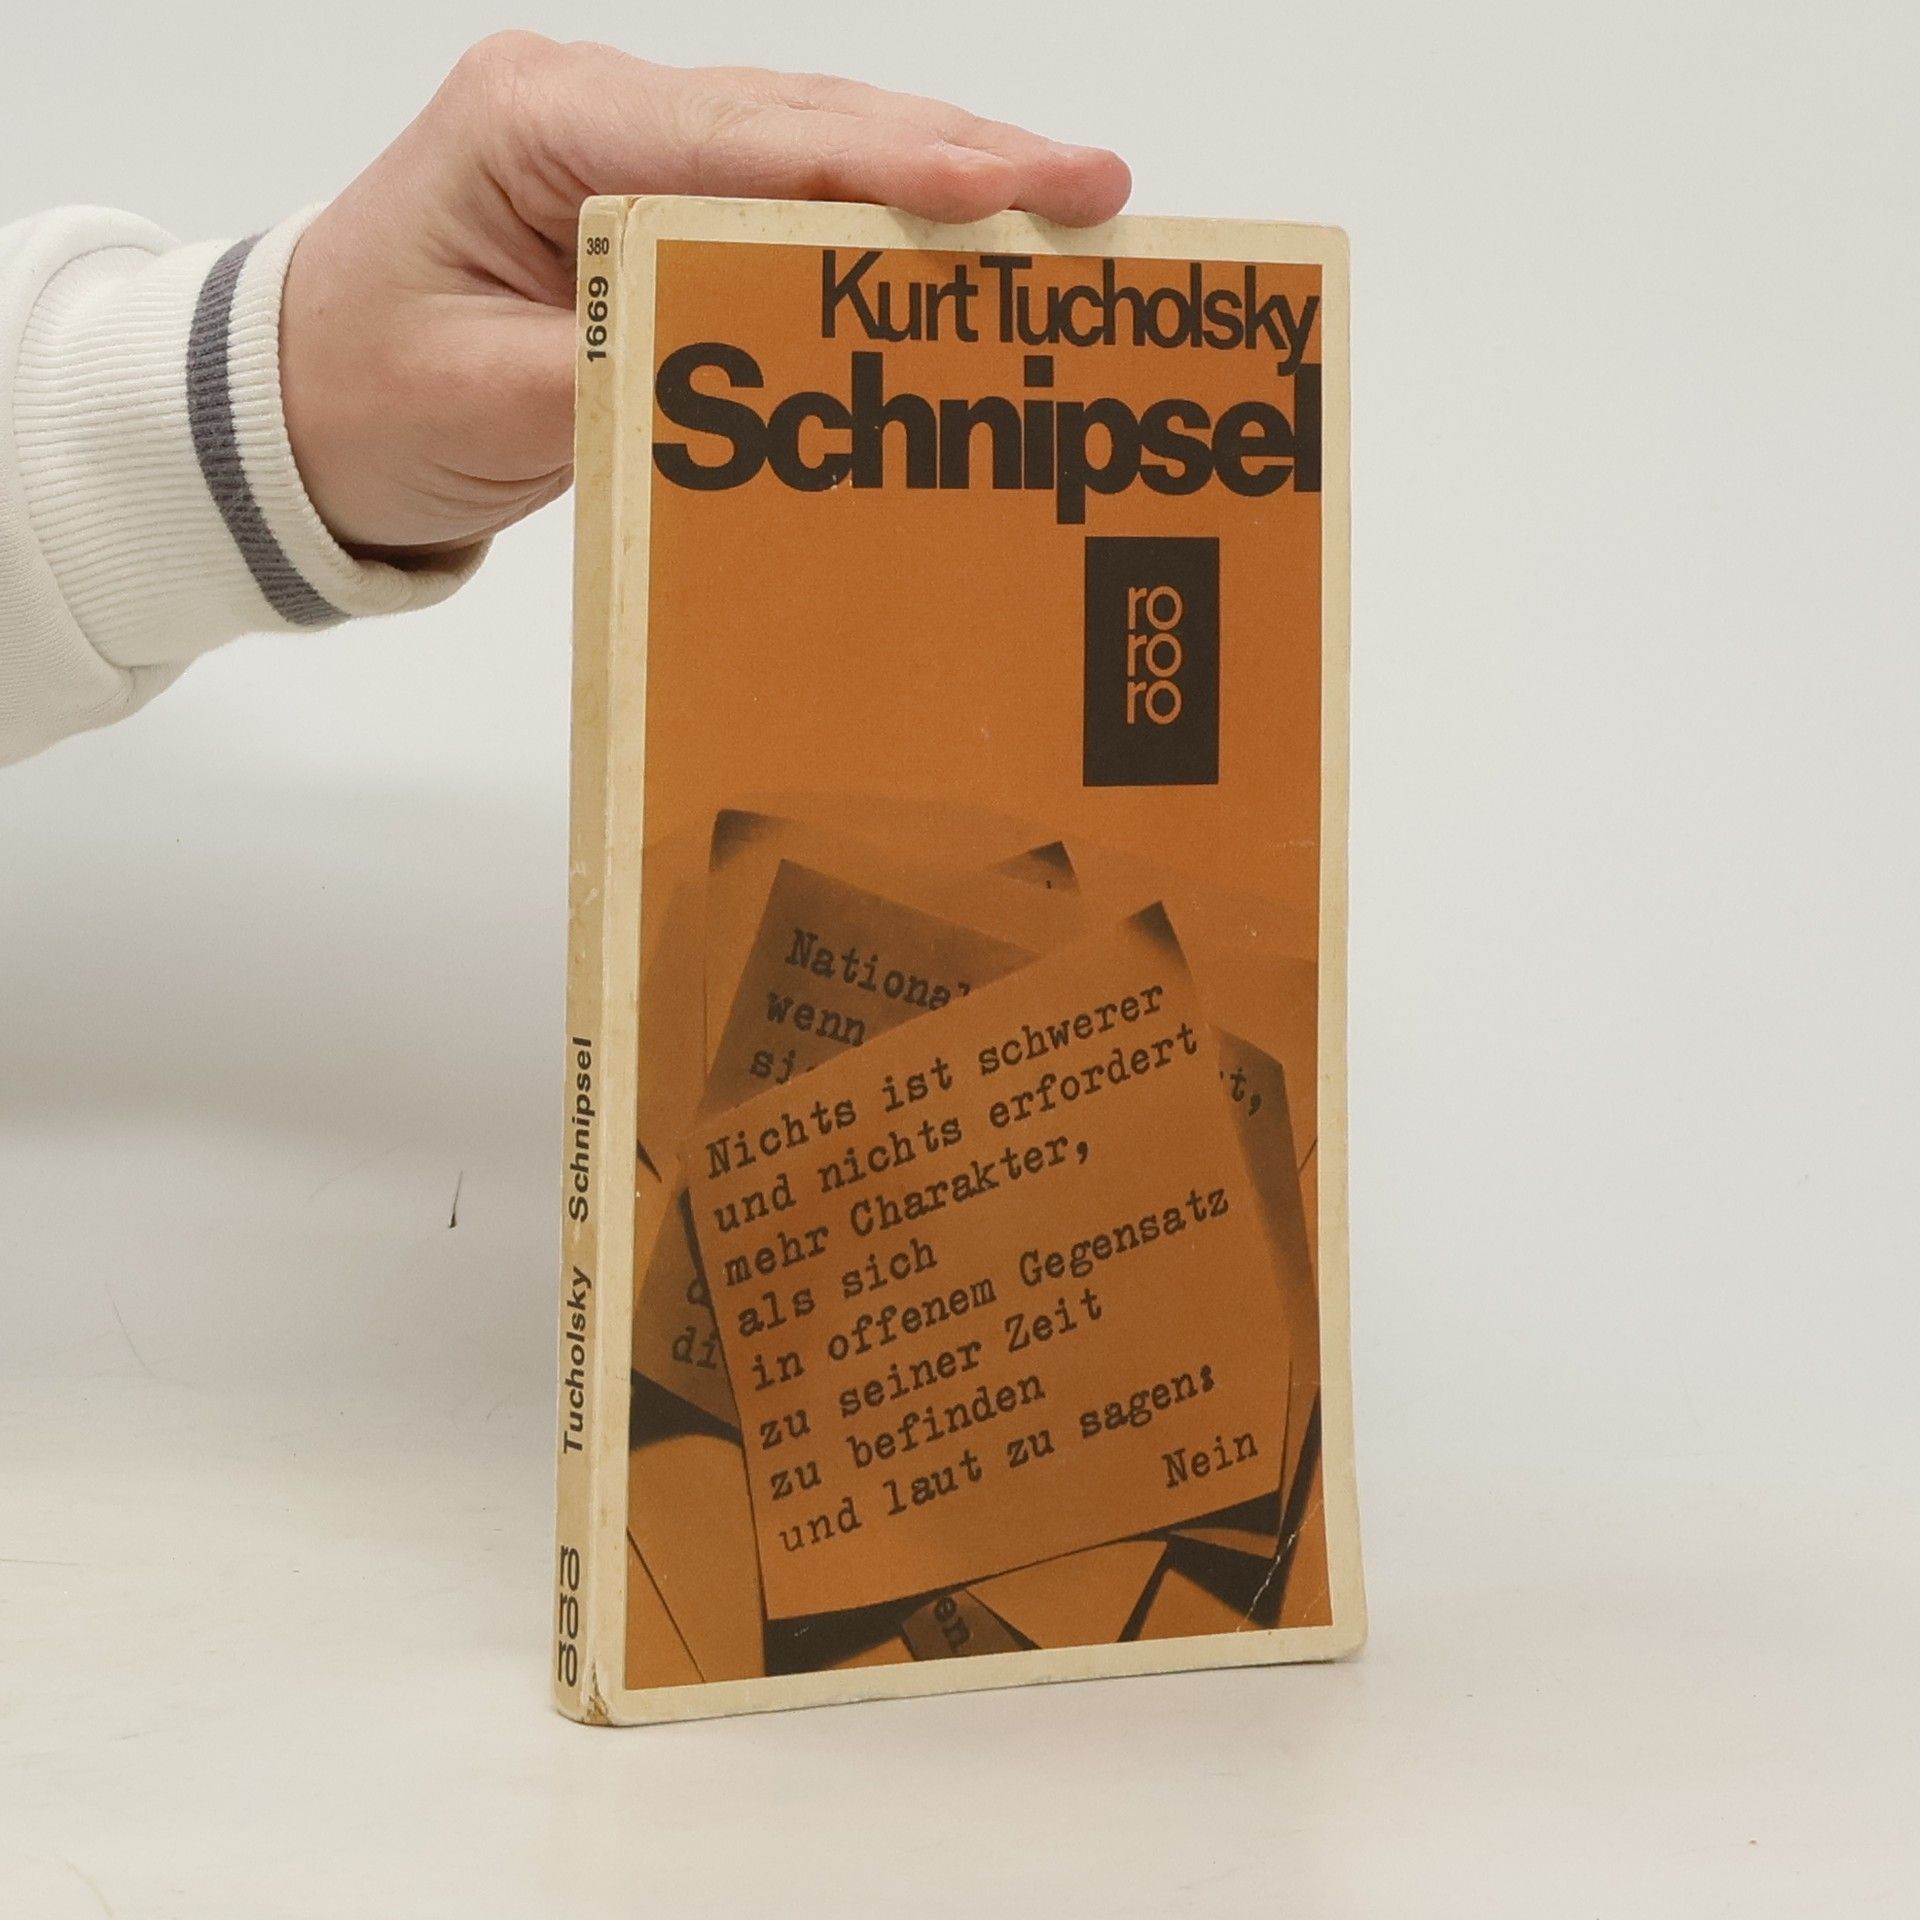 380
1669
Tucholsky Schnipsel
ro
ro
ro
Kurt Tucholsky
Schnipsel
ro
ro
ro
wenn
Nichts ist schwerer
und nichts erfordert
mehr Charakter,
als sich
in offenem Gegensatz
zu seiner Zeit
zu befinden
und laut zu sagen:
Nein